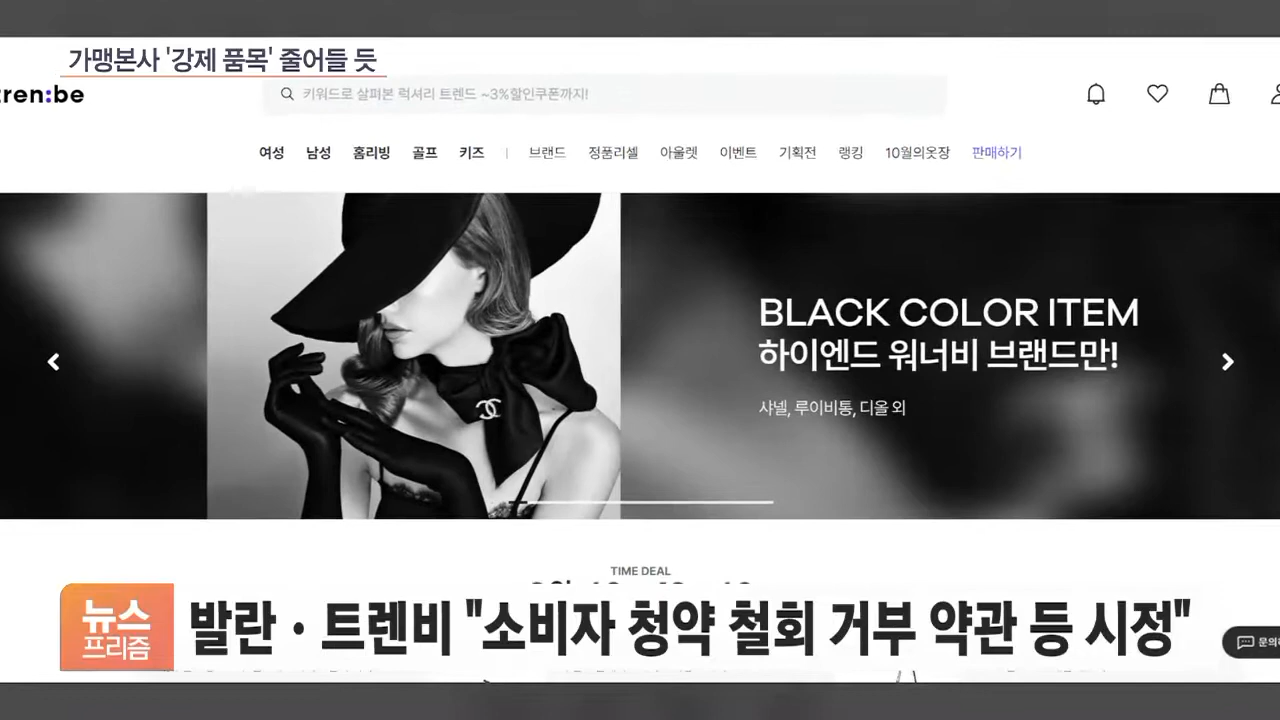 가맹본사 '강제 품목' 줄어들 듯
tren:be
키워드로 살펴본 럭셔리 트렌드 ~3%할인쿠폰까지!
여성 남성 홈리빙 골프 키즈 | 브랜드 정품리셀 아울렛 이벤트 기획전 랭킹 10월의옷장 판매하기
BLACK COLOR ITEM
하이엔드 워너비 브랜드만!
샤넬, 루이비통, 디올 외
TIME DEAL
뉴스
프리즘
발란·트렌비 "소비자 청약 철회 거부 약관 등 시정"